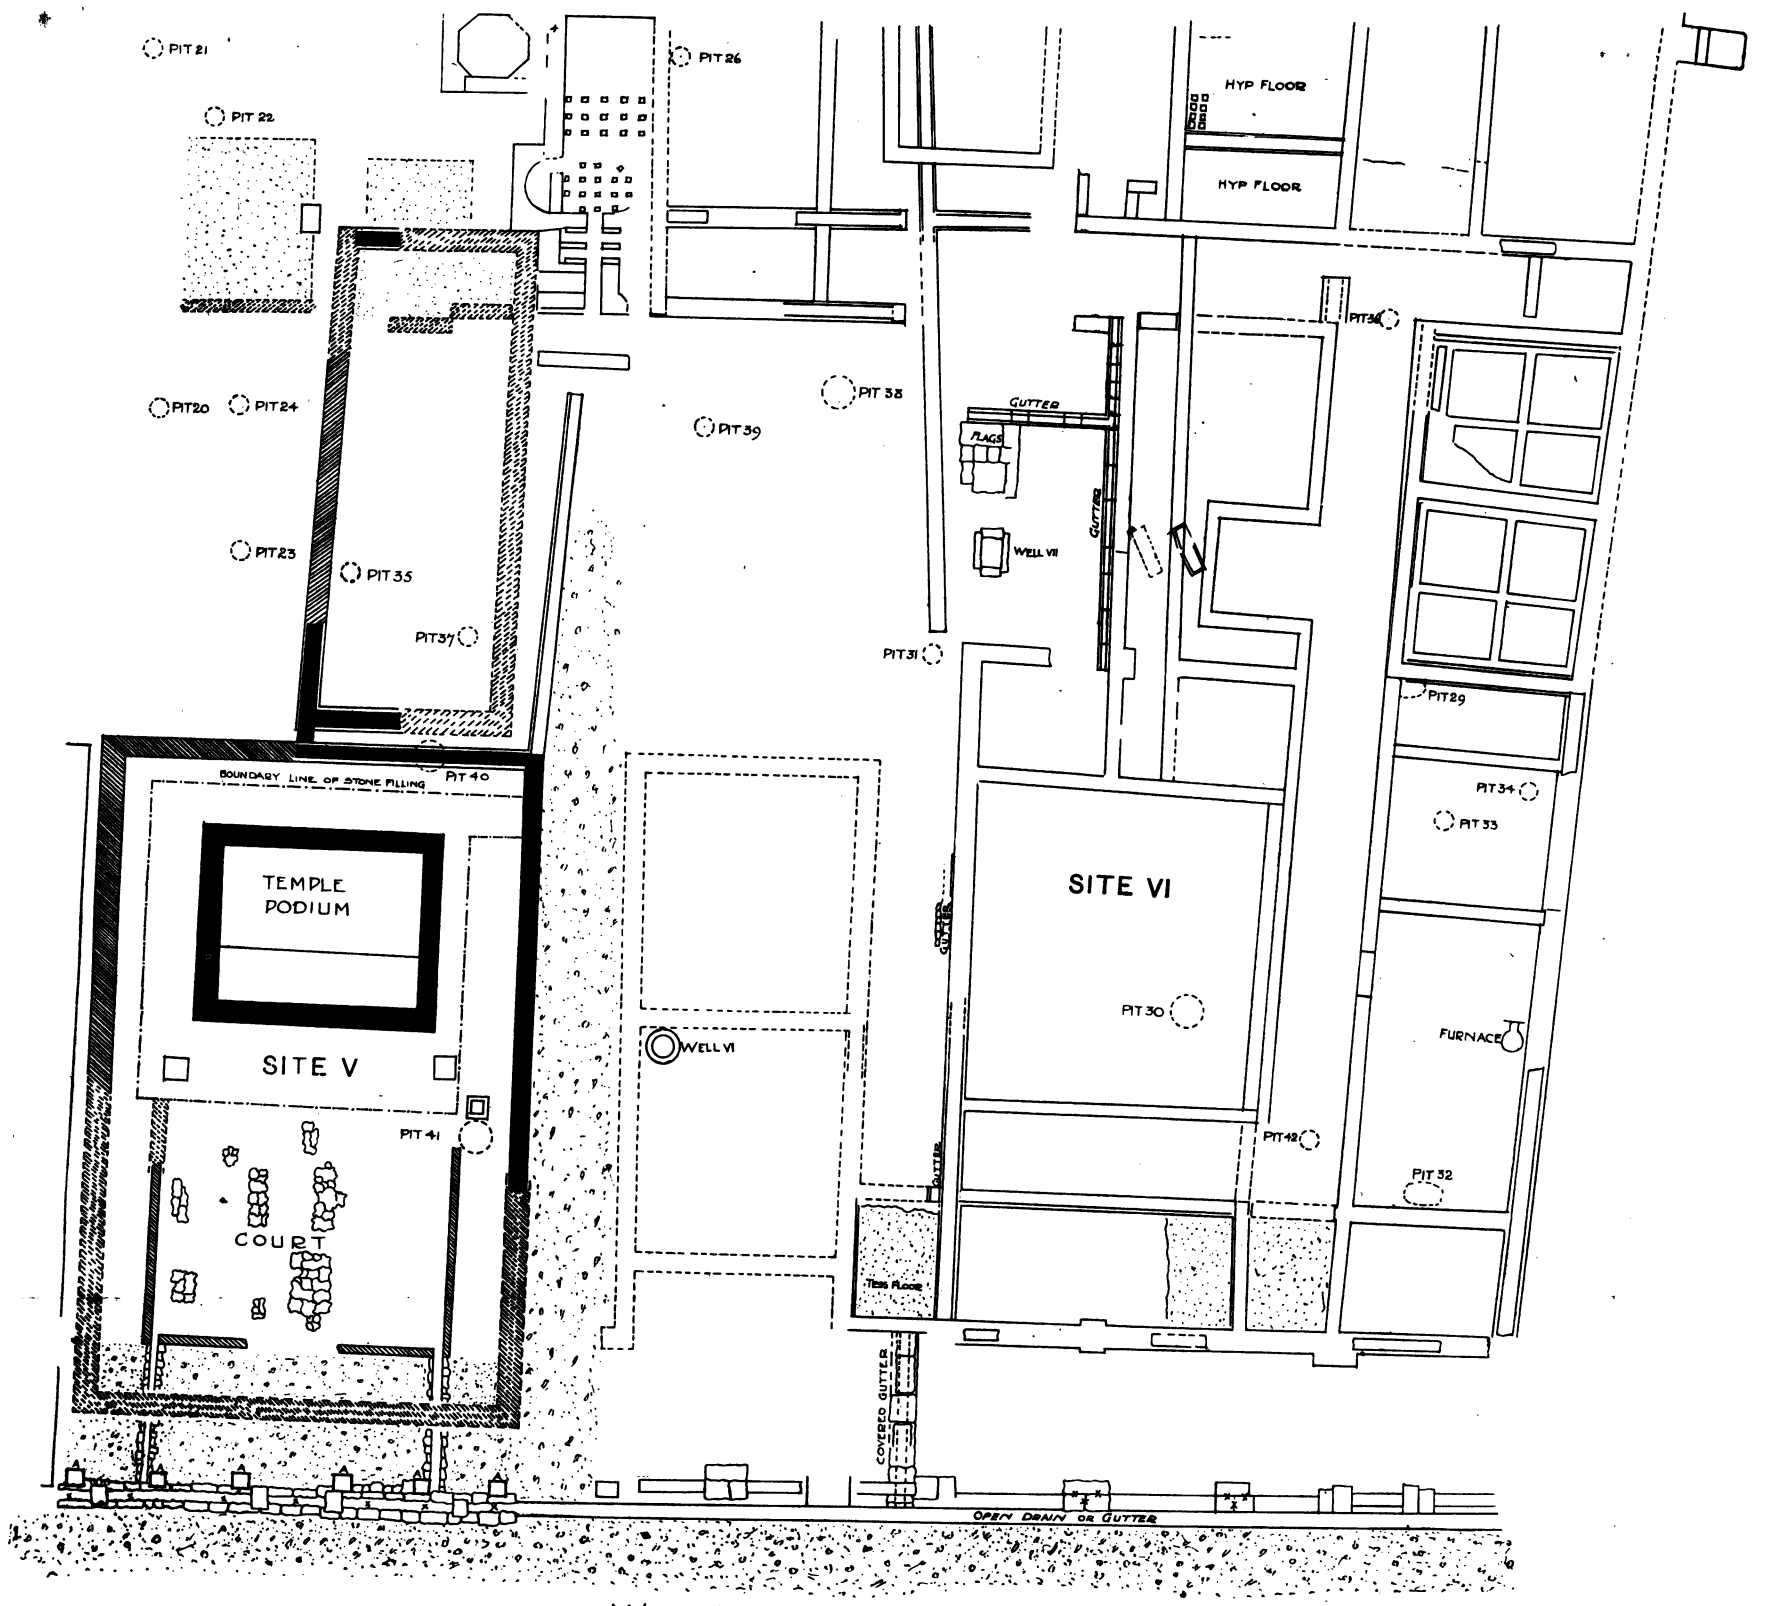 PIT 21
PIT 26
HYP FLOOR
PIT 22
HYP FLOOR
PIT 36
PIT 38
PIT 20
PIT 24
GUTTER
PIT 39
FLAGS
GUTTER
PIT 23
WELL VII
PIT 35
PIT 37
PIT 31
PIT 29
BOUNDARY LINE OF STONE FILLING
PIT 40
PIT 34
PIT 33
TEMPLE
PODIUM
SITE VI
GUTTER
PIT 30
FURNACE
WELL VI
SITE V
PIT 41
PIT 42
GUTTER
PIT 32
COURT
TESS FLOOR
COVERED GUTTER
A
A
A
A
A
A
OPEN DRAIN OR GUTTER